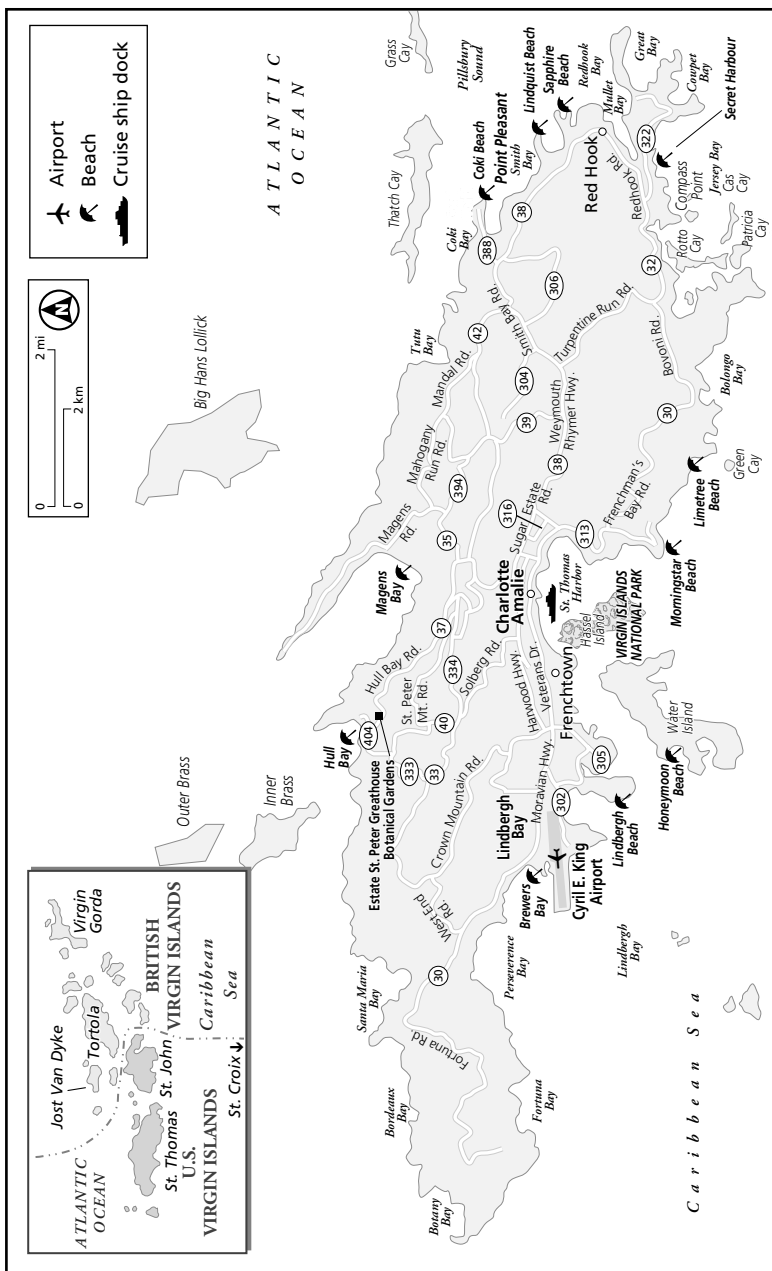 ATLANTIC
OCEAN
Jost Van Dyke
Tortola
Virgin
Gorda
BRITISH
VIRGIN ISLANDS
St. Thomas
St. John
U.S.
VIRGIN ISLANDS
Caribbean
Sea
St. Croix
0 2 mi
0 2 km
N
Airport
Beach
Cruise ship dock
ATLANTIC
OCEAN
Outer Brass
Inner
Brass
Big Hans Lollick
Thatch Cay
Grass
Cay
Pillsbury
Sound
Botany
Bay
Bordeaux
Bay
Santa Maria
Bay
Hull
Bay
404
Estate St. Peter Greathouse
Botanical Gardens
Hull Bay Rd.
St. Peter
Mt. Rd.
333
33
40
334
37
Magens
Bay
Magens
Rd.
35
394
Mahogany
Run Rd.
Mandal Rd.
42
Tutu
Bay
Coki
Bay
388
Coki Beach
Point Pleasant
Smith
Bay
Lindquist Beach
Sapphire
Beach
Redhook
Bay
Mullet
Bay
Great
Bay
Coupet
Bay
38
306
Smith Bay Rd.
304
39
Weymouth
Rhymer Hwy.
38
Turpentine Run Rd.
Red Hook
Redhook Rd.
322
Secret Harbour
Compass
Point
Jersey Bay
Cas
Cay
Rotto
Cay
Patricia
Cay
32
Bovoni Rd.
Bolongo
Bay
30
Frenchman's
Bay Rd.
Limetree
Beach
Green
Cay
Morningstar
Beach
313
316
Sugar Estate
Rd.
Charlotte
Amalie
St. Thomas
Harbor
Hassel
Island
VIRGIN ISLANDS
NATIONAL PARK
Frenchtown
Veterans Dr.
Harwood Hwy.
Solberg Rd.
Crown Mountain Rd.
Moravian Hwy.
Water
Island
Honeymoon
Beach
305
302
Lindbergh
Bay
Lindbergh
Beach
Cyril E. King
Airport
Brewers
Bay
West End
Rd.
30
Fortuna Rd.
Perseverence
Bay
Fortuna
Bay
Lindbergh
Bay
Caribbean Sea